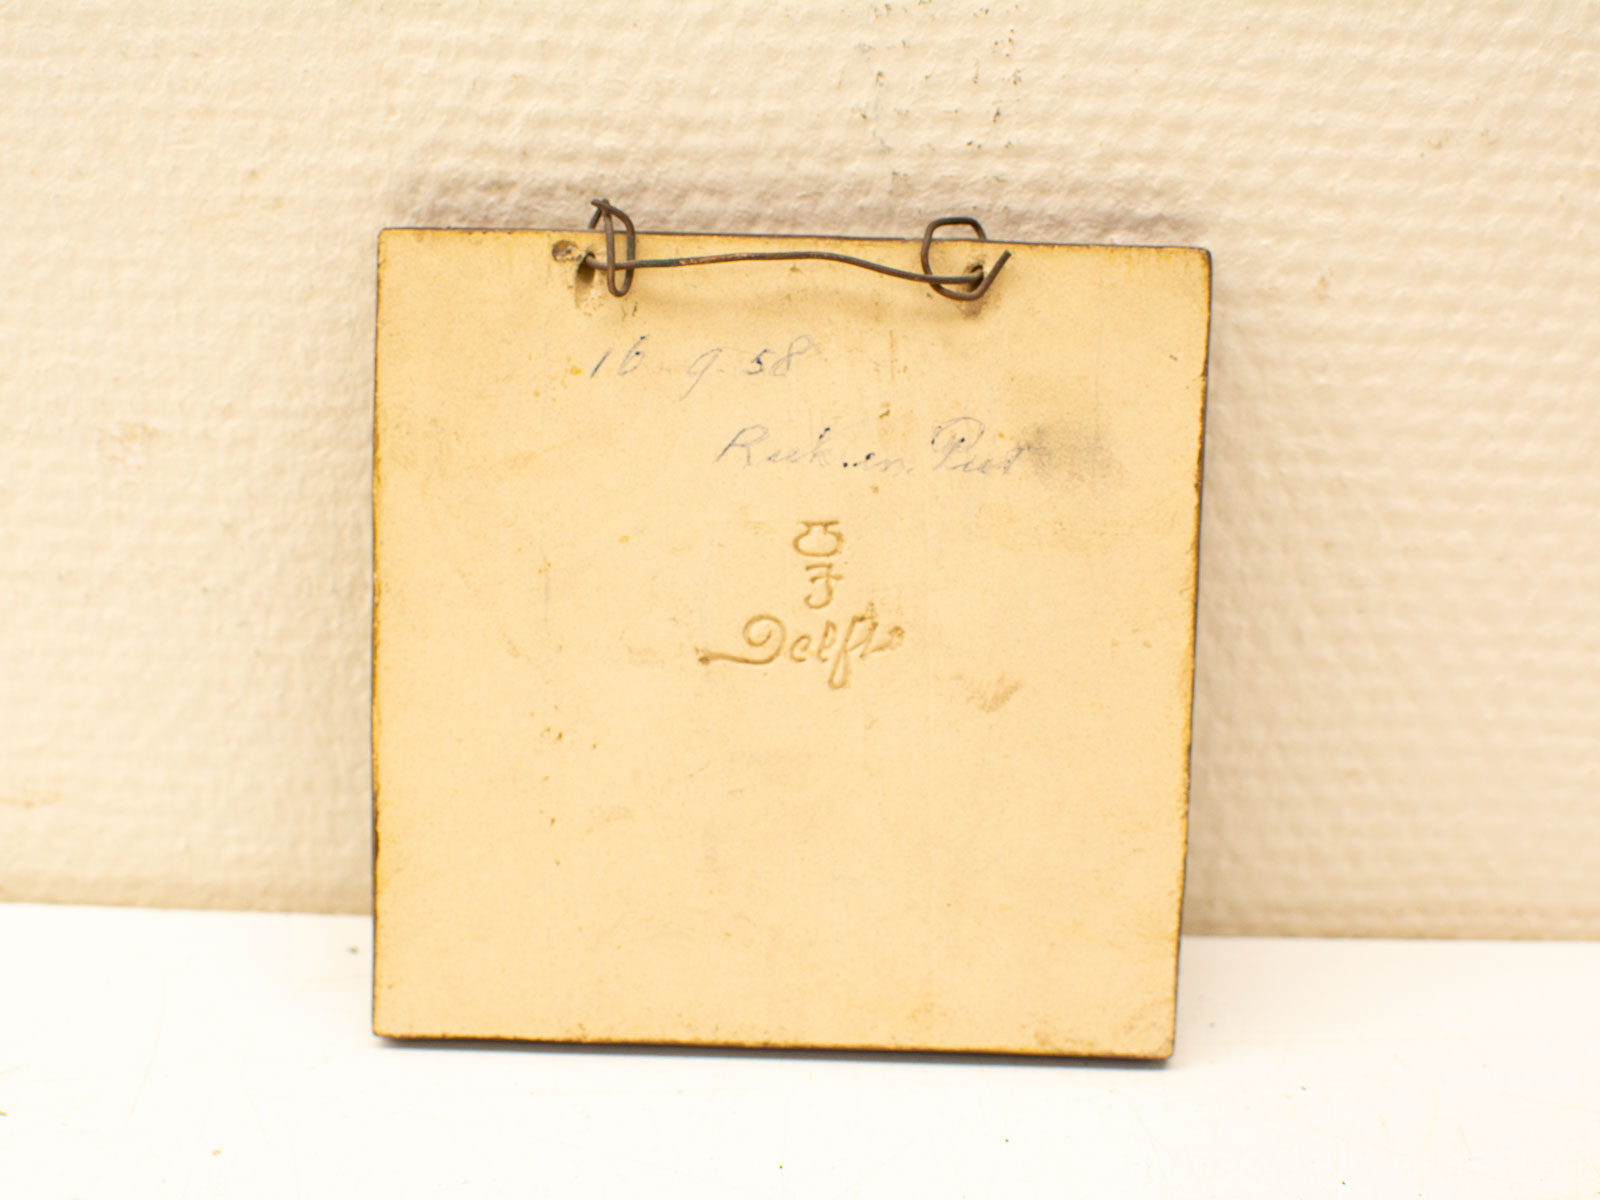 16-9-58
Riek en Piet
Delft